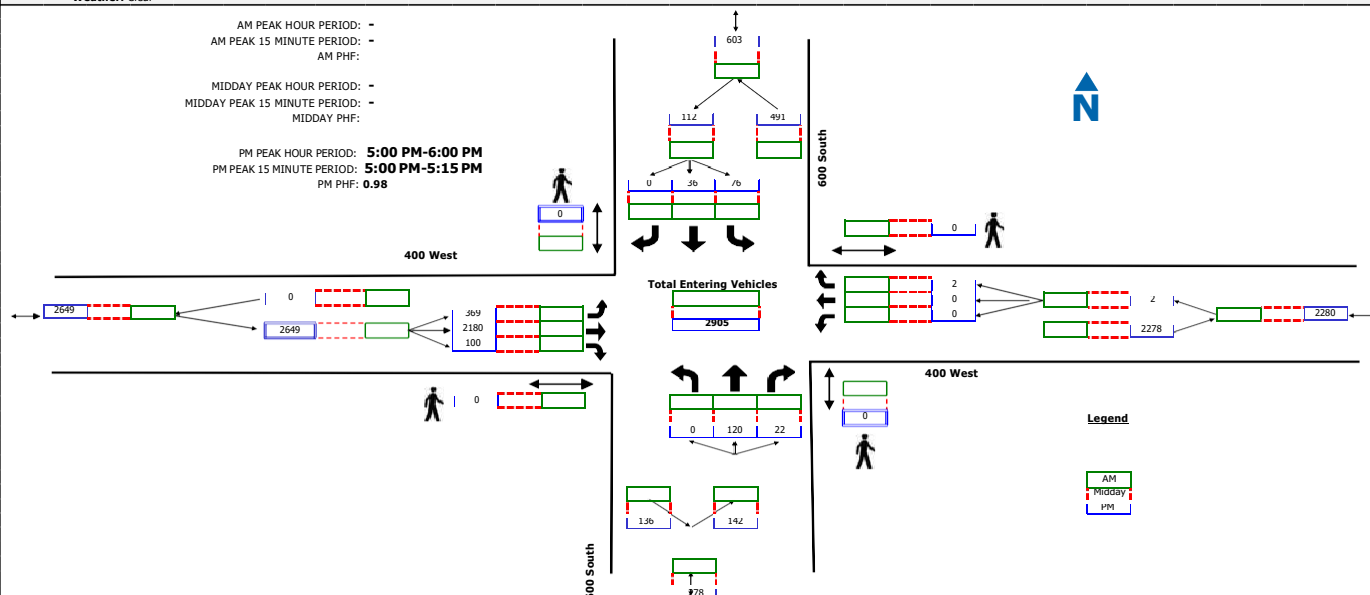 AM PEAK HOUR PERIOD: -
AM PEAK 15 MINUTE PERIOD: -
AM PHF:
MIDDAY PEAK HOUR PERIOD: -
MIDDAY PEAK 15 MINUTE PERIOD: -
MIDDAY PHF:
PM PEAK HOUR PERIOD: 5:00 PM-6:00 PM
PM PEAK 15 MINUTE PERIOD: 5:00 PM-5:15 PM
PM PHF: 0.98
603
112 491
0 36 76
600 South
N
0
0
400 West
Total Entering Vehicles
2905
2649
0
2649
369
2180
100
2
0
0
2
2278
2280
0
400 West
0
0 120 22
136 142
Legend
AM
Midday
PM